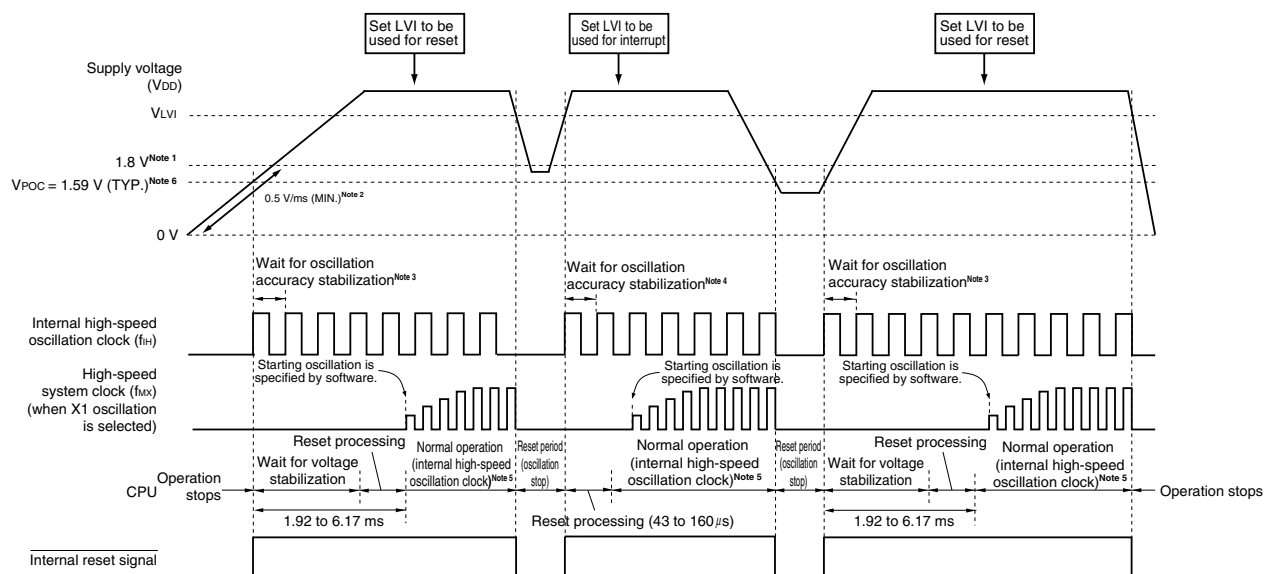 Set LVI to be
used for reset
Set LVI to be
used for interrupt
Set LVI to be
used for reset
Supply voltage
(VDD)
VLVI
1.8 V Note 1
VPOC = 1.59 V (TYP.) Note 6
0.5 V/ms (MIN.) Note 2
0 V
Wait for oscillation
accuracy stabilization Note 3
Wait for oscillation
accuracy stabilization Note 4
Wait for oscillation
accuracy stabilization Note 3
Internal high-speed
oscillation clock (fIH)
High-speed
system clock (fMX)
(when X1 oscillation
is selected)
Starting oscillation is
specified by software.
Starting oscillation is
specified by software.
Starting oscillation is
specified by software.
CPU
Operation
stops
Wait for voltage
stabilization
Reset processing
Normal operation
(internal high-speed
oscillation clock) Note 5
Reset period
(oscillation
stop)
Normal operation
(internal high-speed
oscillation clock) Note 5
Reset period
(oscillation
stop)
Wait for voltage
stabilization
Reset processing
Normal operation
(internal high-speed
oscillation clock) Note 5
Operation stops
1.92 to 6.17 ms
Reset processing (43 to 160 μs)
1.92 to 6.17 ms
Internal reset signal